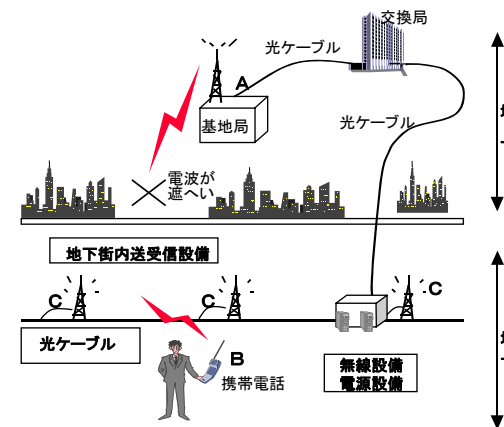 交換局
光ケーブル
A
基地局
光ケーブル
電波が
遮へい
地下街内送受信設備
C
C
C
光ケーブル
B
携帯電話
無線設備
電源設備